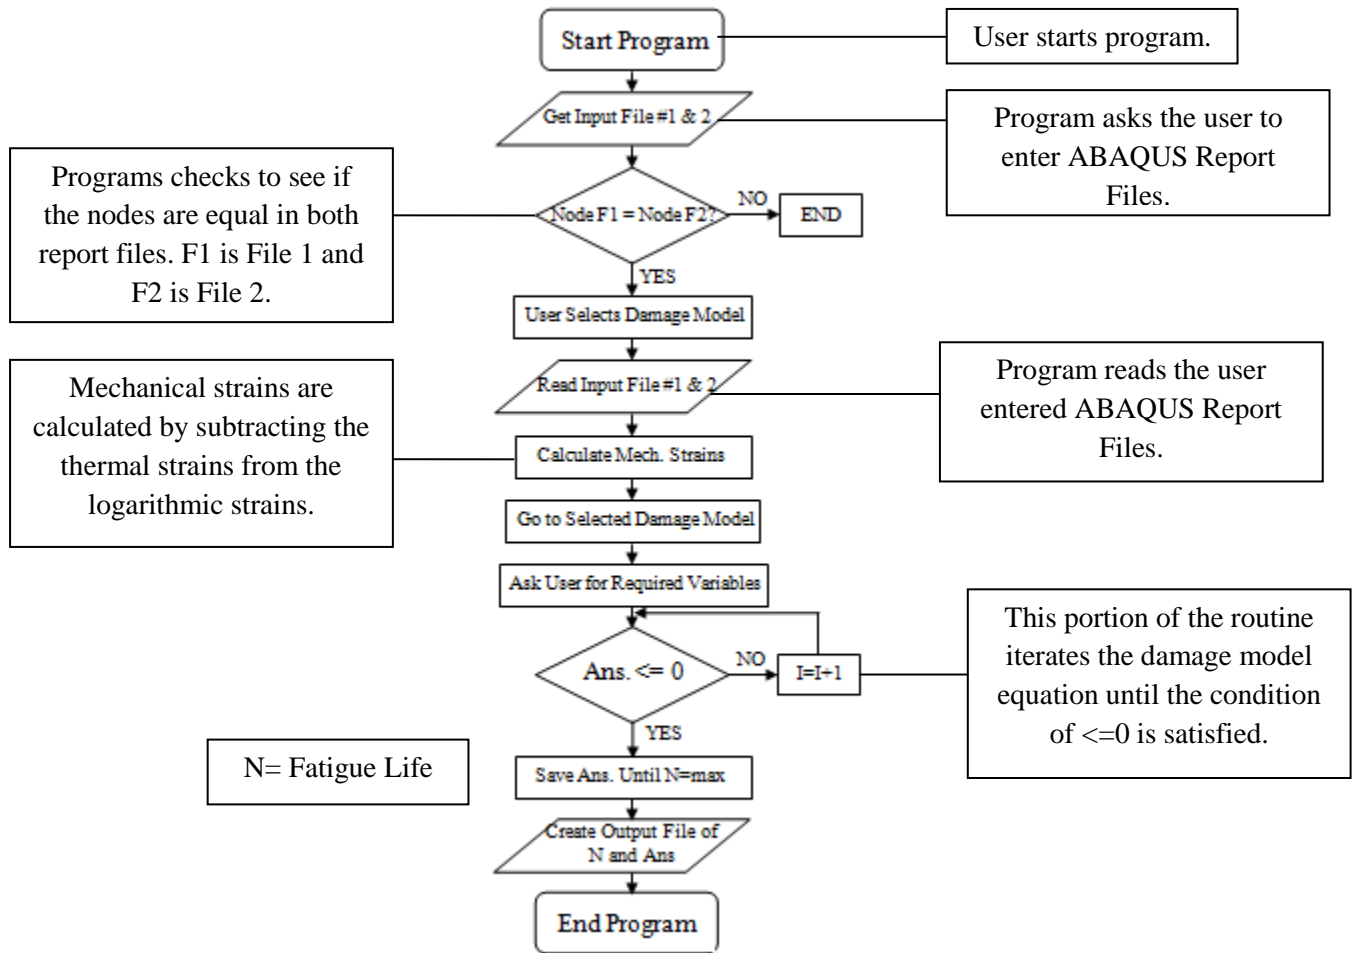 Start Program
User starts program.
Get Input File #1 & 2
Program asks the user to
enter ABAQUS Report
Files.
Programs checks to see if
the nodes are equal in both
report files. F1 is File 1 and
F2 is File 2.
Node F1 = Node F2?
NO
END
YES
User Selects Damage Model
Read Input File #1 & 2
Program reads the user
entered ABAQUS Report
Files.
Mechanical strains are
calculated by subtracting the
thermal strains from the
logarithmic strains.
Calculate Mech. Strains
Go to Selected Damage Model
Ask User for Required Variables
Ans. <= 0
NO
I=I+1
This portion of the routine
iterates the damage model
equation until the condition
of <=0 is satisfied.
YES
N= Fatigue Life
Save Ans. Until N=max
Create Output File of
N and Ans
End Program